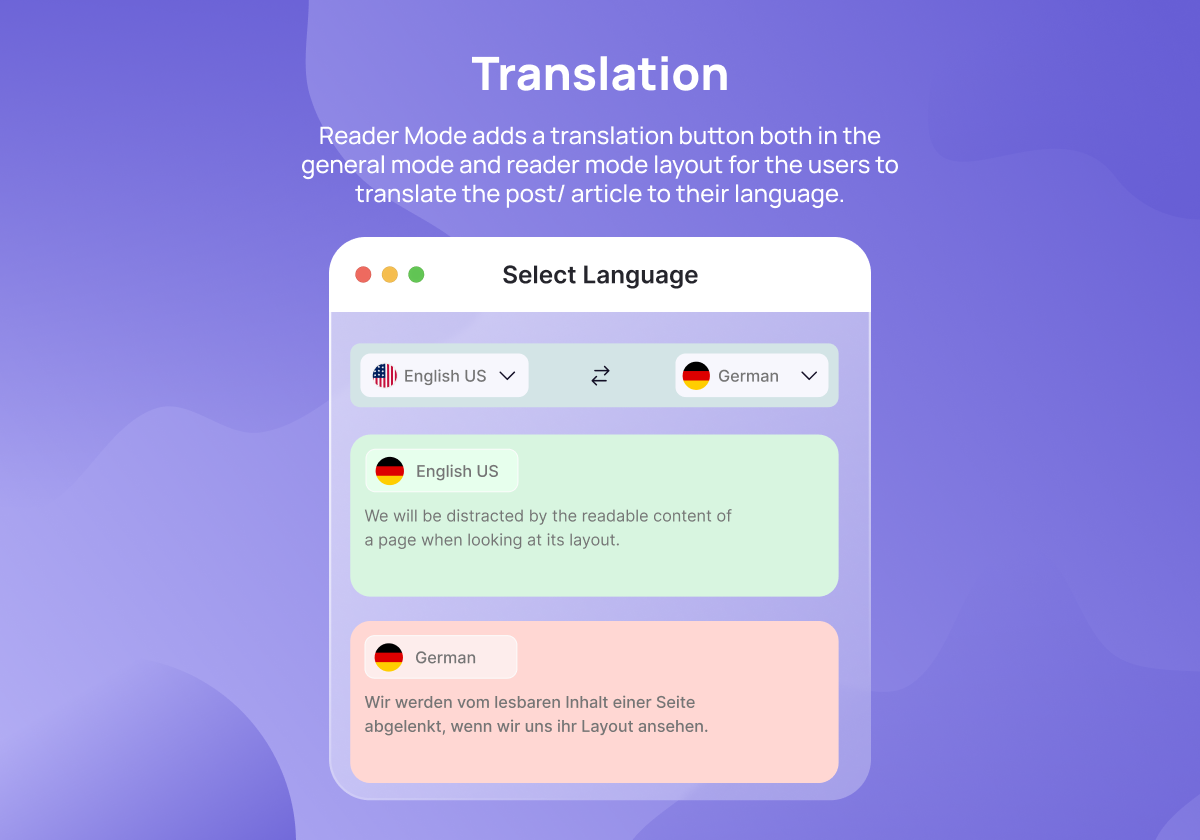 Translation
Reader Mode adds a translation button both in the
general mode and reader mode layout for the users to
translate the post/ article to their language.
Select Language
English US
German
English US
We will be distracted by the readable content of
a page when looking at its layout.
German
Wir werden vom lesbaren Inhalt einer Seite
abgelenkt, wenn wir uns ihr Layout ansehen.